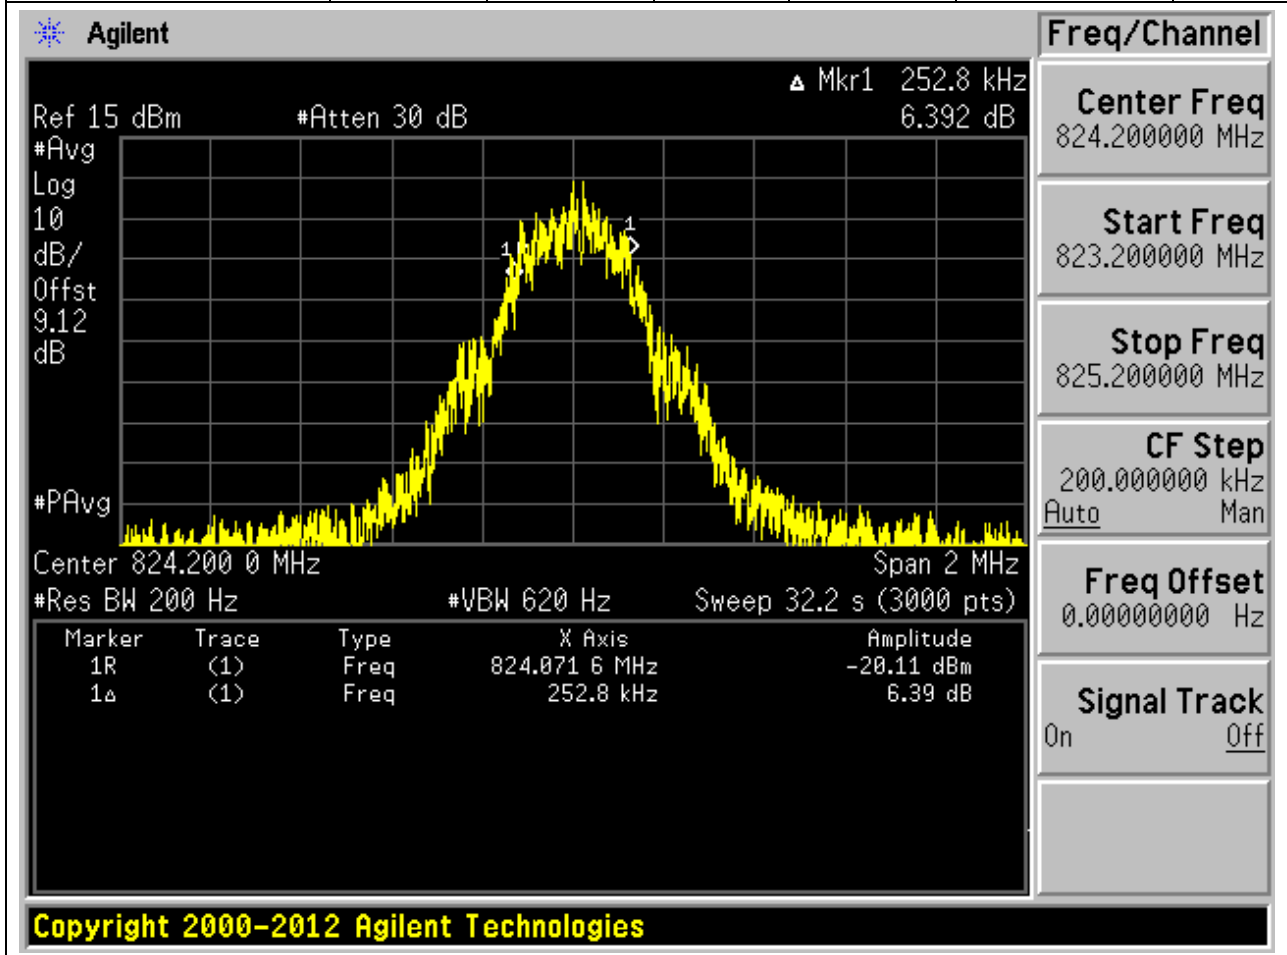 Agilent
Freq/Channel
Δ Mkr1 252.8 kHz
Ref 15 dBm #Atten 30 dB 6.392 dB
#Avg
Log
10
dB/
Offst
9.12
dB
1
1
#PAvg
Center 824.200 0 MHz Span 2 MHz
#Res BW 200 Hz #VBW 620 Hz Sweep 32.2 s (3000 pts)
Marker Trace Type X Axis Amplitude
1R (1) Freq 824.071 6 MHz -20.11 dBm
1Δ (1) Freq 252.8 kHz 6.39 dB
Center Freq
824.200000 MHz
Start Freq
823.200000 MHz
Stop Freq
825.200000 MHz
CF Step
200.000000 kHz
Auto Man
Freq Offset
0.00000000 Hz
Signal Track
On Off
Copyright 2000-2012 Agilent Technologies